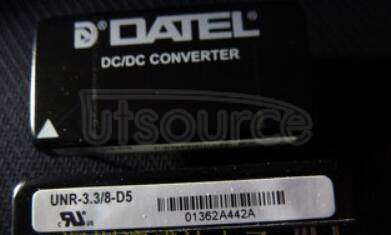 DATEL
DC/DC CONVERTER
utsource
UNR-3.3/8-D5
01362A442A